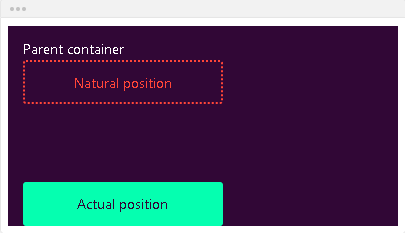 Parent container
Natural position
Actual position